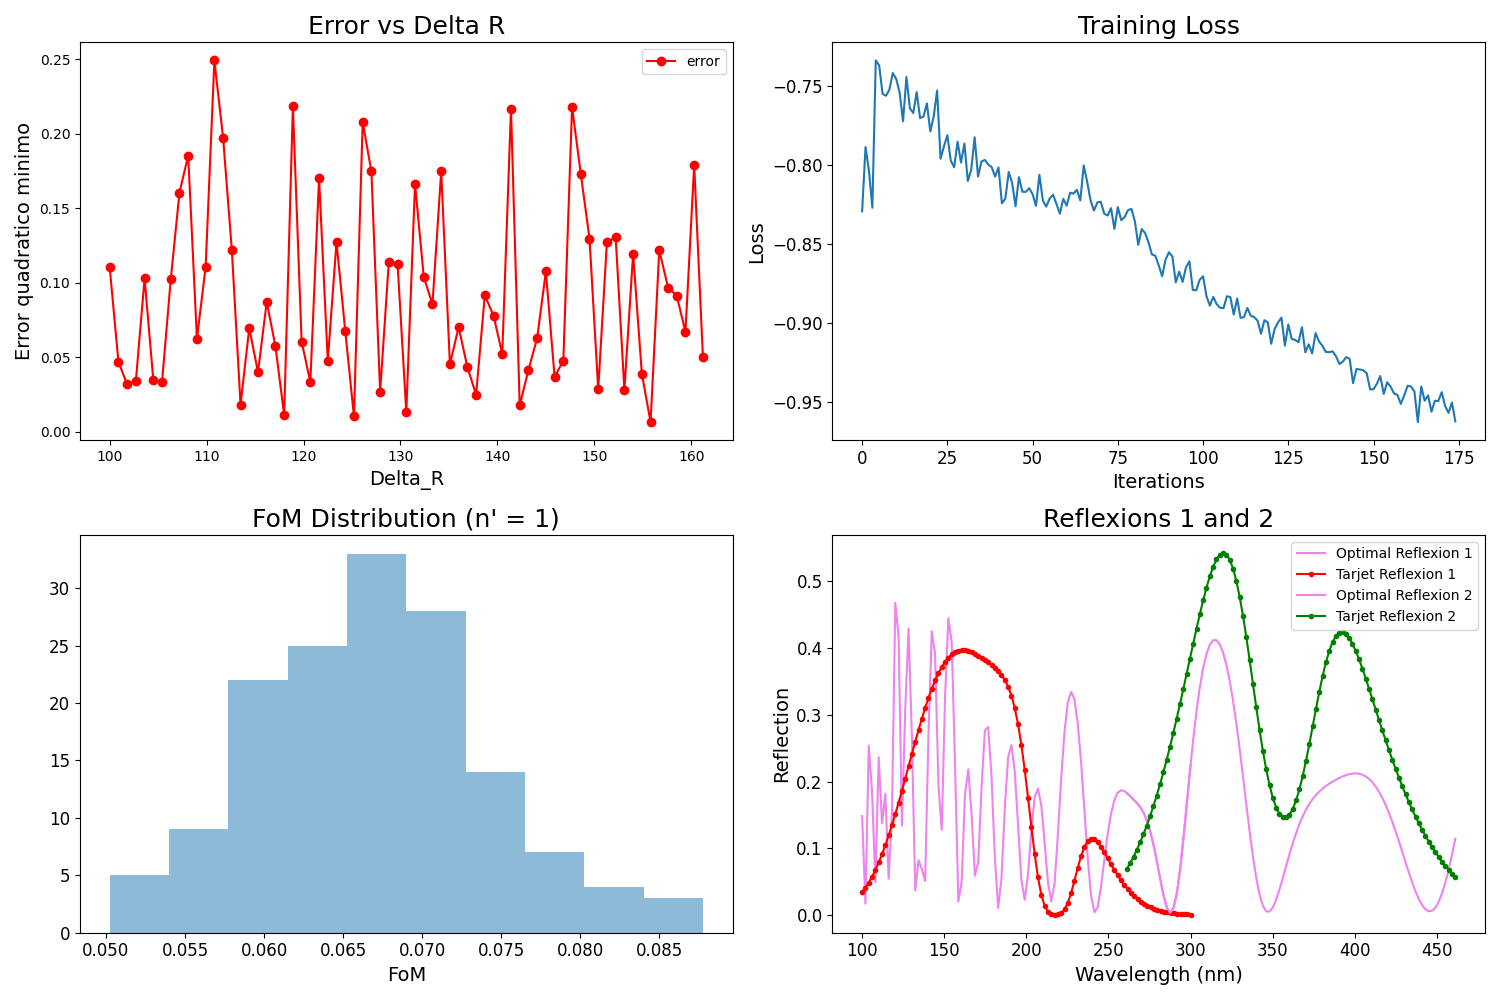 Error vs Delta R
error
Error quadratico minimo
0.25
0.20
0.15
0.10
0.05
0.00
100 110 120 130 140 150 160
Delta_R
Training Loss
Loss
−0.75
−0.80
−0.85
−0.90
−0.95
0 25 50 75 100 125 150 175
Iterations
FoM Distribution (n' = 1)
30
25
20
15
10
5
0
0.050 0.055 0.060 0.065 0.070 0.075 0.080 0.085
FoM
Reflexions 1 and 2
Optimal Reflexion 1
Tarjet Reflexion 1
Optimal Reflexion 2
Tarjet Reflexion 2
Reflection
0.5
0.4
0.3
0.2
0.1
0.0
100 150 200 250 300 350 400 450
Wavelength (nm)